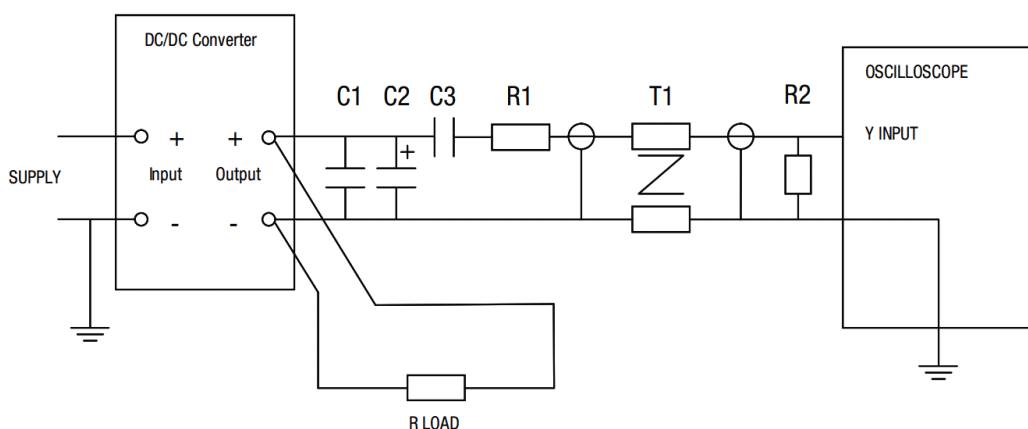 DC/DC Converter
C1
C2
C3
R1
T1
R2
OSCILLOSCOPE
Y INPUT
+
+
+
SUPPLY
Input
Output
-
-
R LOAD